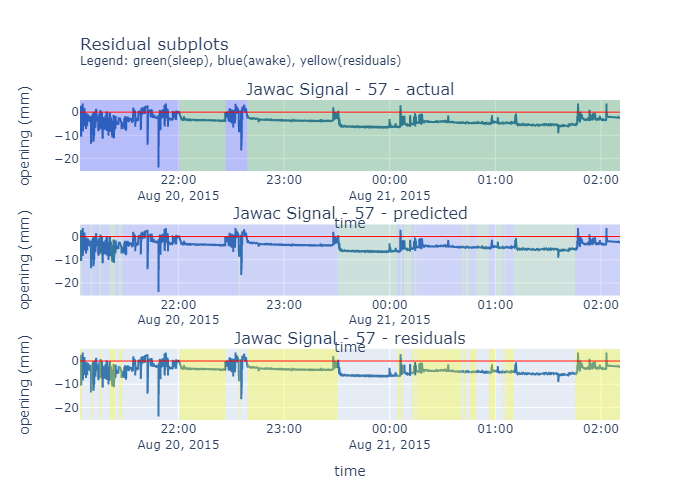 Residual subplots
Legend: green(sleep), blue(awake), yellow(residuals)
Jawac Signal - 57 - actual
opening (mm)
0
−10
−20
22:00 23:00 00:00 01:00 02:00
Aug 20, 2015 Aug 21, 2015
time
Jawac Signal - 57 - predicted
opening (mm)
0
−10
−20
22:00 23:00 00:00 01:00 02:00
Aug 20, 2015 Aug 21, 2015
time
Jawac Signal - 57 - residuals
opening (mm)
0
−10
−20
22:00 23:00 00:00 01:00 02:00
Aug 20, 2015 Aug 21, 2015
time